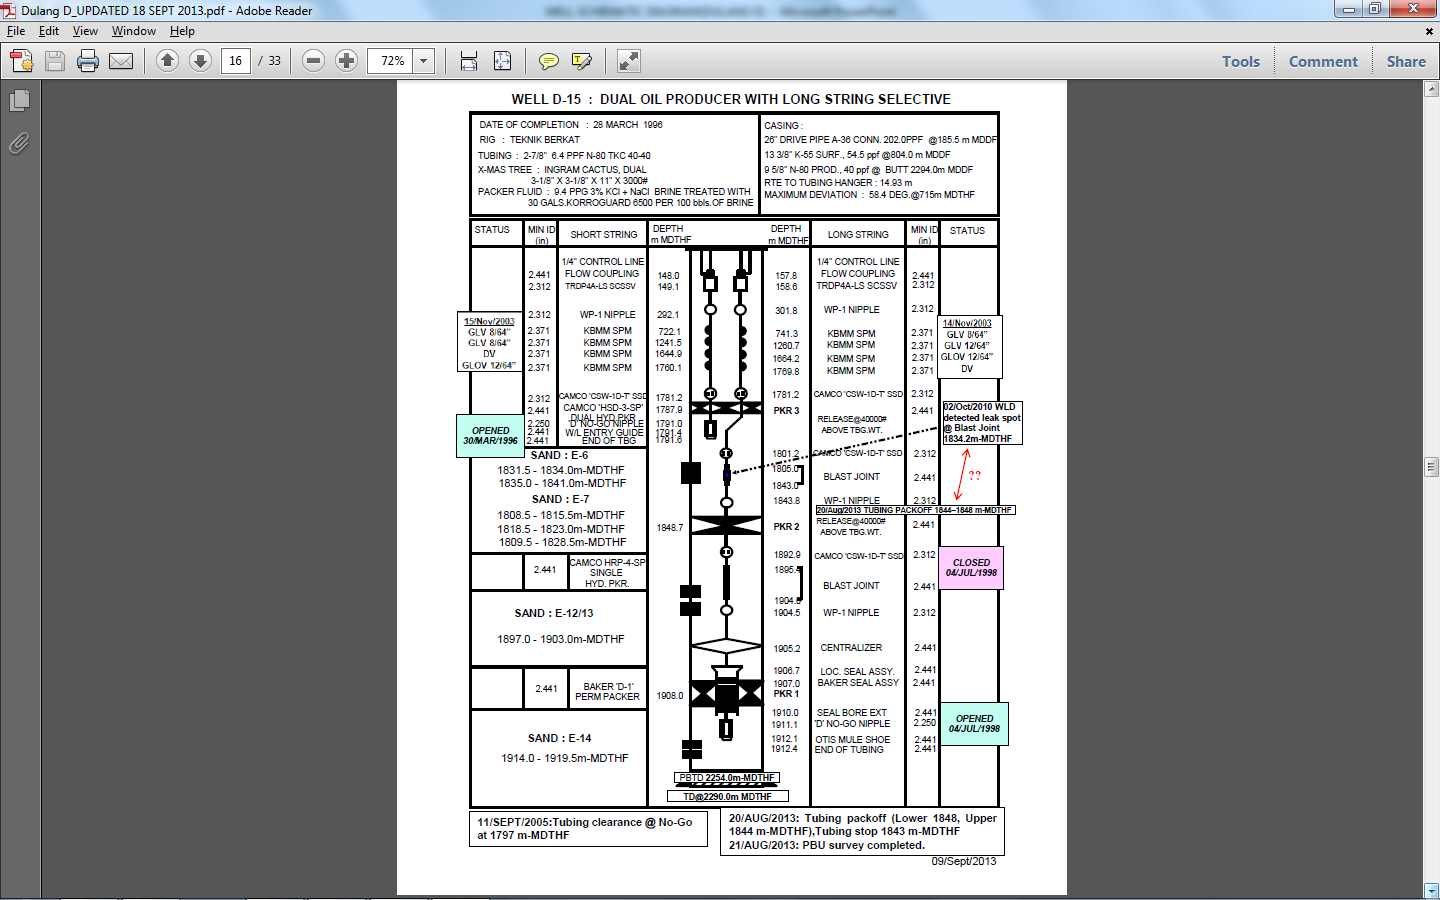 Dulang D_UPDATED 18 SEPT 2013.pdf - Adobe Reader
File Edit View Window Help
16 / 33 72% Tools Comment Share
WELL D-15 : DUAL OIL PRODUCER WITH LONG STRING SELECTIVE
DATE OF COMPLETION : 28 MARCH 1996
RIG : TEKNIK BERKAT
TUBING : 2-7/8" 6.4 PPF N-80 TKC 40-40
X-MAS TREE : INGRAM CACTUS, DUAL
3-1/8" X 3-1/8" X 11" X 3000#
PACKER FLUID : 9.4 PPG 3% KCl + NaCl BRINE TREATED WITH
30 GALS.KORROGUARD 6500 PER 100 bbls.OF BRINE
CASING :
26" DRIVE PIPE A-36 CONN. 202.0PPF @185.5 m MDDF
13 3/8" K-55 SURF., 54.5 ppf @804.0 m MDDF
9 5/8" N-80 PROD., 40 ppf @ BUTT 2294.0m MDDF
RTE TO TUBING HANGER : 14.93 m
MAXIMUM DEVIATION : 58.4 DEG.@715m MDTHF
STATUS MIN ID (in) SHORT STRING DEPTH m MDTHF DEPTH m MDTHF LONG STRING MIN ID (in) STATUS
1/4" CONTROL LINE 1/4" CONTROL LINE
2.441 FLOW COUPLING 148.0 157.8 FLOW COUPLING 2.441
2.312 TRDP4A-LS SCSSV 149.1 158.6 TRDP4A-LS SCSSV 2.312
2.312 WP-1 NIPPLE 292.1 301.8 WP-1 NIPPLE 2.312
15/Nov/2003
GLV 8/64" 2.371 KBMM SPM 722.1
GLV 8/64" 2.371 KBMM SPM 1241.5
DV 2.371 KBMM SPM 1644.9
GLOV 12/64" 2.371 KBMM SPM 1760.1
14/Nov/2003
741.3 KBMM SPM 2.371 GLV 8/64"
1260.7 KBMM SPM 2.371 GLV 12/64"
1664.2 KBMM SPM 2.371 GLOV 12/64"
1769.8 KBMM SPM 2.371 DV
2.312 CAMCO 'CSW-1D-T' SSD 1781.2 1781.2 CAMCO 'CSW-1D-T' SSD 2.312
2.441 CAMCO 'HSD-3-SP' 1787.9 PKR 3 2.441
DUAL HYD PKR
RELEASE@40000#
ABOVE TBG.WT.
2.250 'D' NO-GO NIPPLE 1791.0
2.441 W/L ENTRY GUIDE 1791.4
2.441 END OF TBG 1791.6
OPENED
30/MAR/1996
02/Oct/2010 WLD
detected leak spot
@ Blast Joint
1834.2m-MDTHF
??
SAND : E-6
1831.5 - 1834.0m-MDTHF
1835.0 - 1841.0m-MDTHF
SAND : E-7
1808.5 - 1815.5m-MDTHF
1818.5 - 1823.0m-MDTHF
1809.5 - 1828.5m-MDTHF
1801.2 CAMCO 'CSW-1D-T' SSD 2.312
1805.0
BLAST JOINT 2.441
1843.0
1843.8 WP-1 NIPPLE 2.312
20/Aug/2013 TUBING PACKOFF 1844–1848 m-MDTHF
1848.7 PKR 2 RELEASE@40000# 2.441
ABOVE TBG.WT.
2.441 CAMCO HRP-4-SP
SINGLE
HYD. PKR.
1892.9 CAMCO 'CSW-1D-T' SSD 2.312
CLOSED
04/JUL/1998
BLAST JOINT 2.441
1904.5 WP-1 NIPPLE 2.312
SAND : E-12/13
1897.0 - 1903.0m-MDTHF
1905.2 CENTRALIZER 2.441
1906.7 LOC. SEAL ASSY. 2.441
1907.0 BAKER SEAL ASSY 2.441
2.441 BAKER 'D-1'
PERM PACKER 1908.0 PKR 1
1910.0 SEAL BORE EXT 2.441
1911.1 'D' NO-GO NIPPLE 2.250
OPENED
04/JUL/1998
SAND : E-14
1914.0 - 1919.5m-MDTHF
1912.1 OTIS MULE SHOE 2.441
1912.4 END OF TUBING 2.441
PBTD 2254.0m-MDTHF
TD@2290.0m MDTHF
11/SEPT/2005:Tubing clearance @ No-Go
at 1797 m-MDTHF
20/AUG/2013: Tubing packoff (Lower 1848, Upper
1844 m-MDTHF),Tubing stop 1843 m-MDTHF
21/AUG/2013: PBU survey completed.
09/Sept/2013